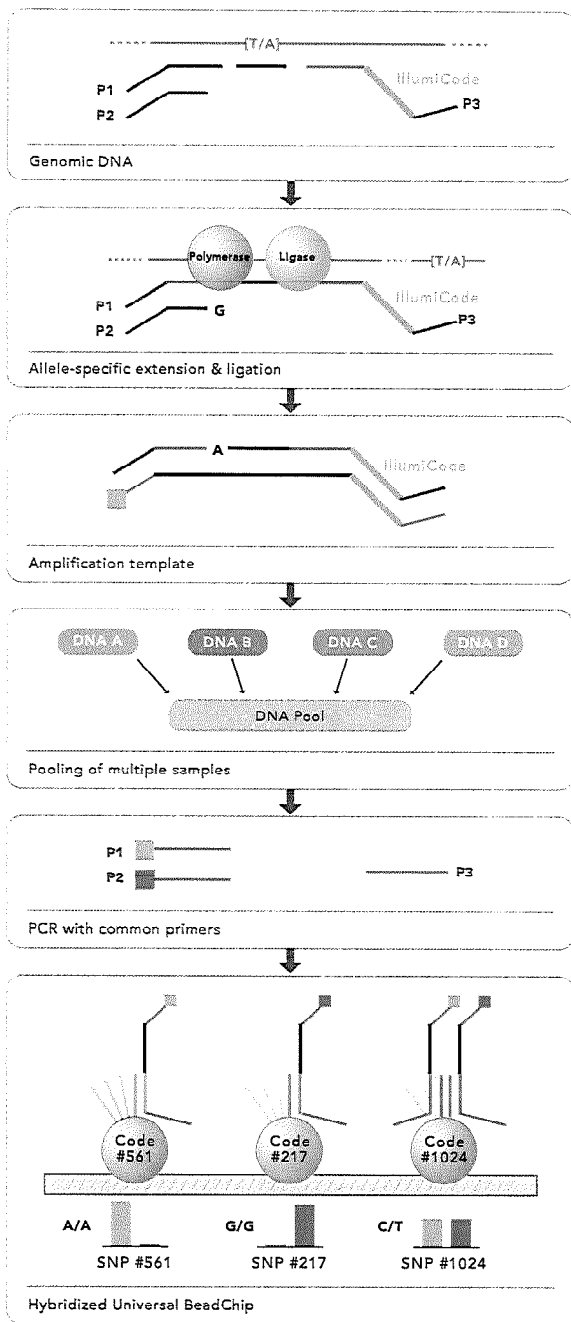 [T/A]
IllumiCode
P1
P2
P3
Genomic DNA
Polymerase
Ligase
[T/A]
IllumiCode
P1
P2
G
P3
Allele-specific extension & ligation
A
IllumiCode
Amplification template
DNA A
DNA B
DNA C
DNA D
DNA Pool
Pooling of multiple samples
P1
P2
P3
PCR with common primers
Code #561
Code #217
Code #1024
A/A
G/G
C/T
SNP #561
SNP #217
SNP #1024
Hybridized Universal BeadChip